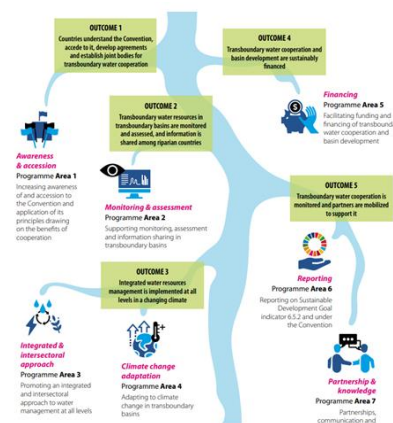 OUTCOME 1
Countries understand the Convention,
accede to it, develop agreements
and establish joint bodies for
transboundary water cooperation
OUTCOME 4
Transboundary water cooperation and
basin development are sustainably
financed
Financing
Programme Area 5
Facilitating funding and
financing of transbounda
water cooperation and
basin development
OUTCOME 2
Transboundary water resources in
transboundary basins are monitored
and assessed, and information is
shared among riparian countries
Awareness
& accession
Programme Area 1
Increasing awareness
of and accession to
the Convention and
application of its
principles drawing
on the benefits of
cooperation
Monitoring & assessment
Programme Area 2
Supporting monitoring, assessment
and information sharing in
transboundary basins
OUTCOME 5
Transboundary water cooperation is
monitored and partners are mobilized
to support it
Reporting
Programme Area 6
Reporting on Sustainable
Development Goal
indicator 6.5.2 and under
the Convention
OUTCOME 3
Integrated water resources
management is implemented at all
levels in a changing climate
Integrated &
intersectoral
approach
Programme Area 3
Promoting an integrated
and intersectoral
approach to water
management at all levels
Climate change
adaptation
Programme Area 4
Adapting to climate
change in transboundary
basins
Partnership &
knowledge
Programme Area 7
Partnerships,
communication and